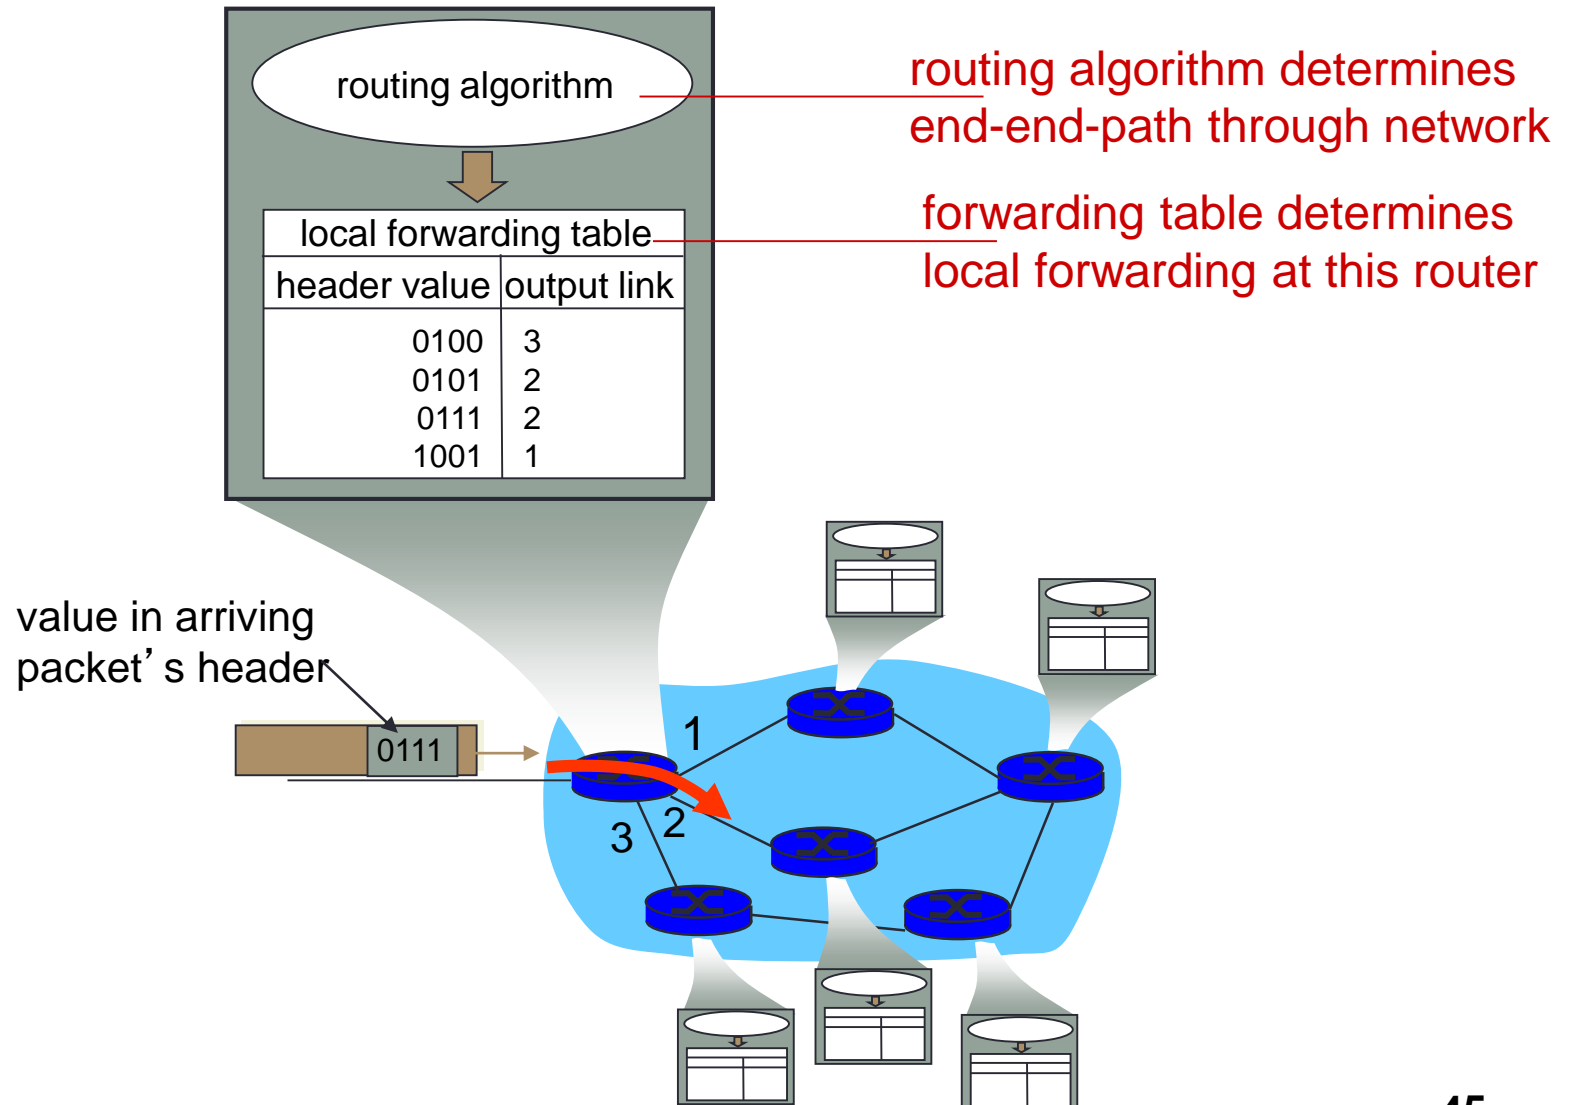 routing algorithm
routing algorithm determines
end-end-path through network
local forwarding table
forwarding table determines
local forwarding at this router
header value output link
0100 3
0101 2
0111 2
1001 1
value in arriving
packet’s header
0111
1
2
3